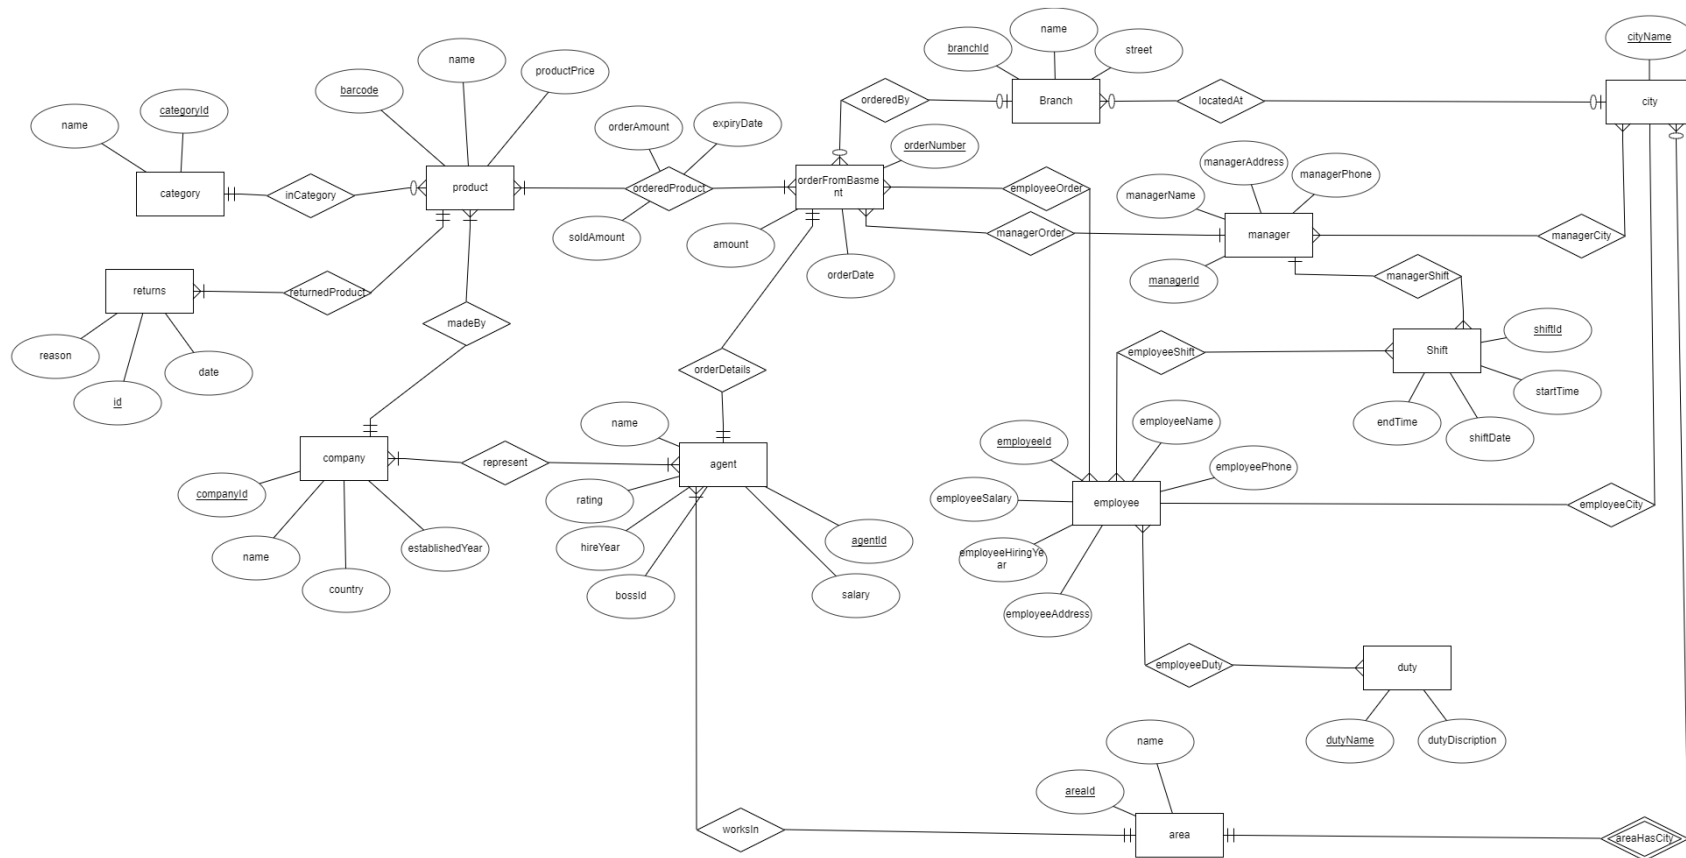 name
branchId
street
cityName
name
productPrice
barcode
orderedBy
Branch
locatedAt
city
categoryId
name
orderAmount
expiryDate
orderNumber
managerAddress
managerPhone
managerName
category
inCategory
product
orderedProduct
orderFromBasme
nt
employeeOrder
soldAmount
amount
managerOrder
manager
managerCity
orderDate
managerId
managerShift
returns
returnedProduct
madeBy
shiftId
reason
date
id
orderDetails
employeeShift
Shift
startTime
endTime
shiftDate
name
employeeName
employeeId
company
represent
agent
employeePhone
companyId
rating
employeeSalary
employee
employeeCity
name
establishedYear
hireYear
agentId
employeeHiringYe
ar
country
bossId
salary
employeeAddress
employeeDuty
duty
name
dutyName
dutyDiscription
areaId
worksIn
area
areaHasCity